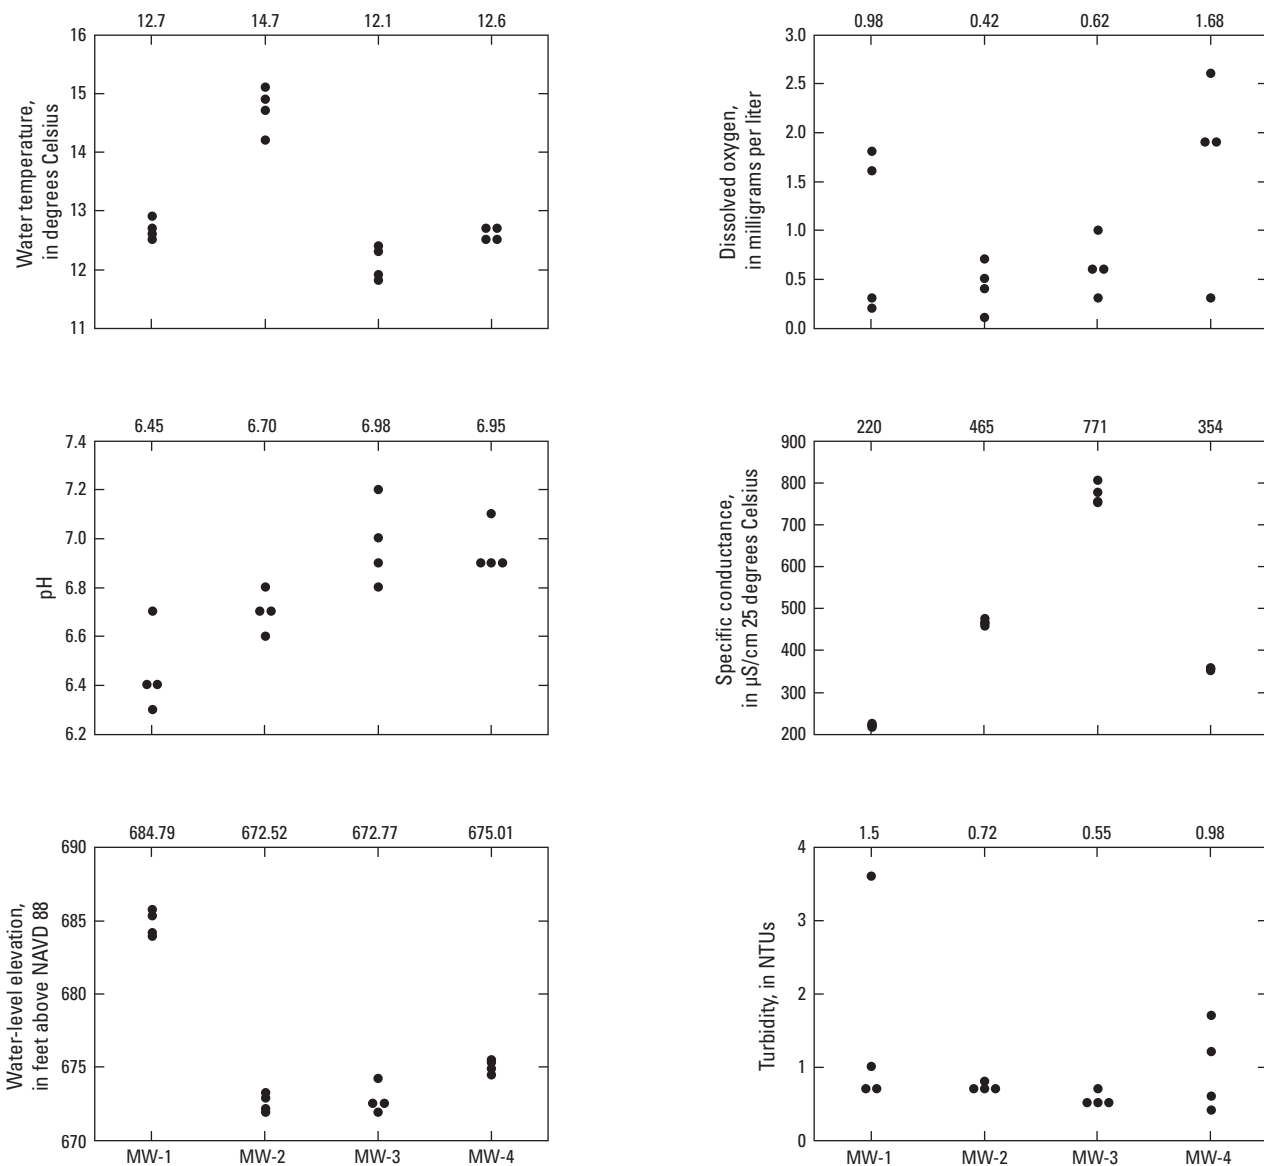 12.7 14.7 12.1 12.6
16
15
14
13
12
11
Water temperature,
in degrees Celsius
0.98 0.42 0.62 1.68
3.0
2.5
2.0
1.5
1.0
0.5
0.0
Dissolved oxygen,
in milligrams per liter
6.45 6.70 6.98 6.95
7.4
7.2
7.0
6.8
6.6
6.4
6.2
pH
220 465 771 354
900
800
700
600
500
400
300
200
Specific conductance,
in µS/cm 25 degrees Celsius
684.79 672.52 672.77 675.01
690
685
680
675
670
Water-level elevation,
in feet above NAVD 88
MW-1 MW-2 MW-3 MW-4
1.5 0.72 0.55 0.98
4
3
2
1
0
Turbidity, in NTUs
MW-1 MW-2 MW-3 MW-4